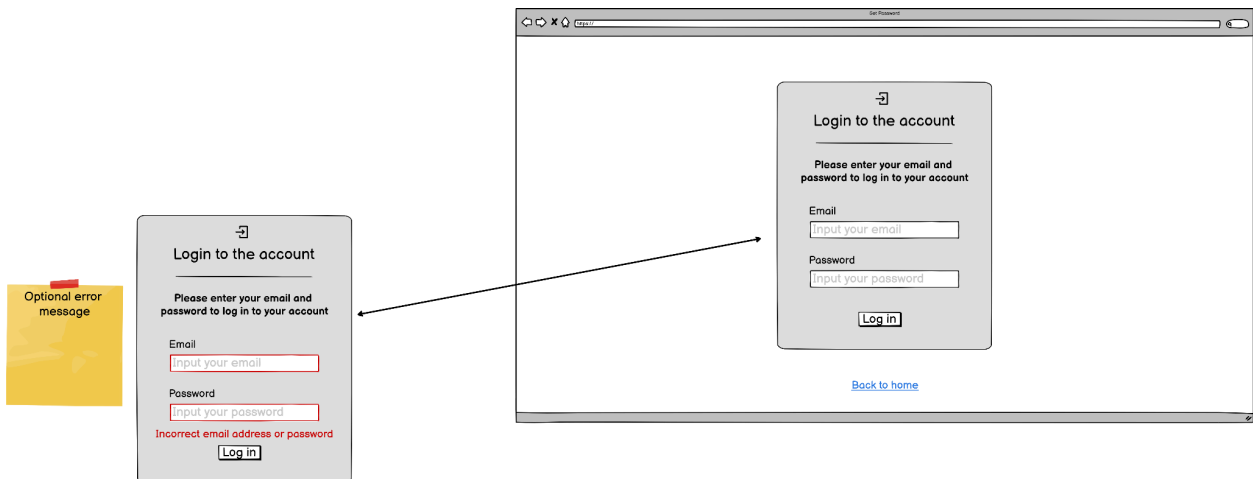 Set Password
https://
Login to the account
Please enter your email and
password to log in to your account
Email
Input your email
Password
Input your password
Log in
Back to home
Optional error
message
Login to the account
Please enter your email and
password to log in to your account
Email
Input your email
Password
Input your password
Incorrect email address or password
Log in